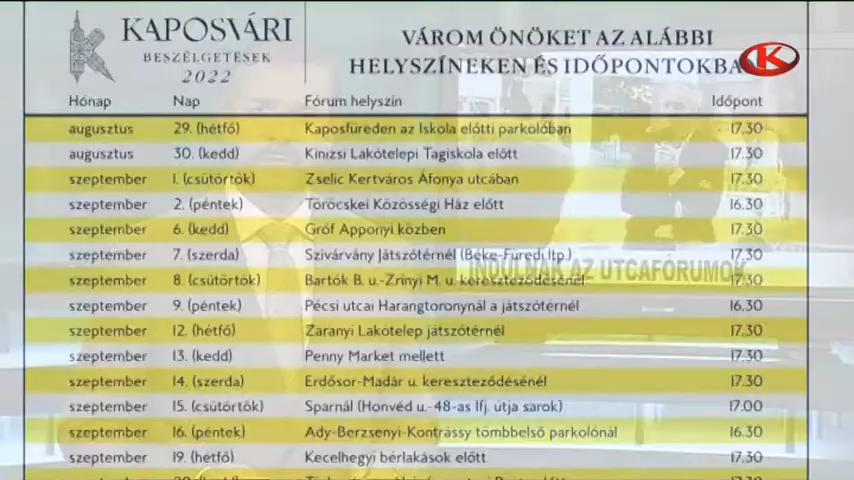 KAPOSVÁRI
BESZÉLGETÉSEK
2022
VÁROM ÖNÖKET AZ ALÁBBI
HELYSZÍNEKEN ÉS IDŐPONTOKBAN
K
Hónap Nap Fórum helyszín Időpont
augusztus 29. (hétfő) Kaposfüreden az Iskola előtti parkolóban 17.30
augusztus 30. (kedd) Kinizsi Lakótelepi Tagiskola előtt 17.30
szeptember 1. (csütörtök) Zselic Kertváros Áfonya utcában 17.30
szeptember 2. (péntek) Töröcskei Közösségi Ház előtt 16.30
szeptember 6. (kedd) Gróf Apponyi közben 17.30
szeptember 7. (szerda) Szivárvány Játszótérnél (Béke-Füredi ltp.) 17.30
INDULNAK AZ UTCAFÓRUMOK
szeptember 8. (csütörtök) Bartók B. u.-Zrínyi M. u. kereszteződésénél 17.30
szeptember 9. (péntek) Pécsi utcai Harangtoronynál a játszótérnél 16.30
szeptember 12. (hétfő) Zaranyi Lakótelep játszótérnél 17.30
szeptember 13. (kedd) Penny Market mellett 17.30
szeptember 14. (szerda) Erdősor-Madár u. kereszteződésénél 17.30
szeptember 15. (csütörtök) Sparnál (Honvéd u.-48-as Ifj. útja sarok) 17.00
szeptember 16. (péntek) Ady-Berzsenyi-Kontrássy tömbbelső parkolónál 16.30
szeptember 19. (hétfő) Kecelhegyi bérlakások előtt 17.30